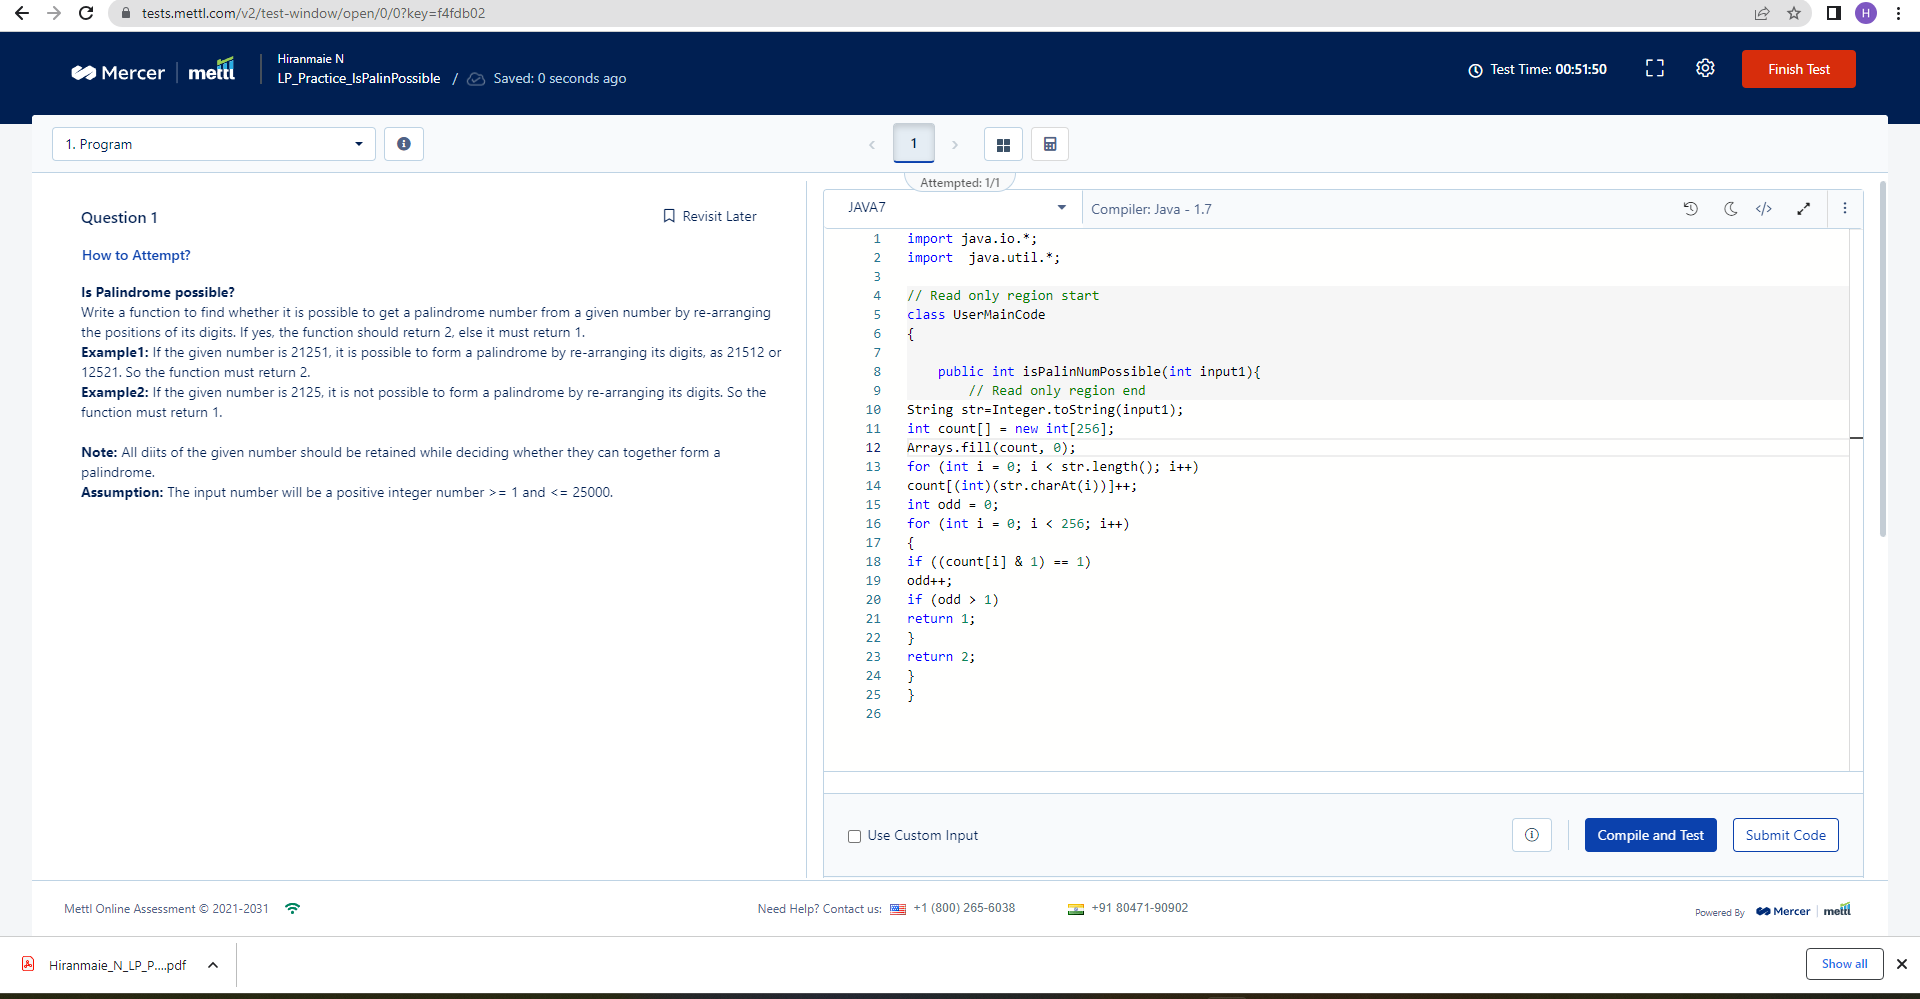 tests.mettl.com/v2/test-window/open/0/0?key=f4fdb02
H
Mercer
mettl
Hiranmaie N
LP_Practice_IsPalinPossible / Saved: 0 seconds ago
Test Time: 00:51:50
Finish Test
1. Program
1
Attempted: 1/1
Question 1
Revisit Later
How to Attempt?
Is Palindrome possible?
Write a function to find whether it is possible to get a palindrome number from a given number by re-arranging
the positions of its digits. If yes, the function should return 2, else it must return 1.
Example1: If the given number is 21251, it is possible to form a palindrome by re-arranging its digits, as 21512 or
12521. So the function must return 2.
Example2: If the given number is 2125, it is not possible to form a palindrome by re-arranging its digits. So the
function must return 1.
Note: All diits of the given number should be retained while deciding whether they can together form a
palindrome.
Assumption: The input number will be a positive integer number >= 1 and <= 25000.
JAVA7
Compiler: Java - 1.7
1 import java.io.*;
2 import  java.util.*;
3
4 // Read only region start
5 class UserMainCode
6 {
7
8     public int isPalinNumPossible(int input1){
9         // Read only region end
10 String str=Integer.toString(input1);
11 int count[] = new int[256];
12 Arrays.fill(count, 0);
13 for (int i = 0; i < str.length(); i++)
14 count[(int)(str.charAt(i))]++;
15 int odd = 0;
16 for (int i = 0; i < 256; i++)
17 {
18 if ((count[i] & 1) == 1)
19 odd++;
20 if (odd > 1)
21 return 1;
22 }
23 return 2;
24 }
25 }
26
Use Custom Input
Compile and Test
Submit Code
Mettl Online Assessment © 2021-2031
Need Help? Contact us: +1 (800) 265-6038
+91 80471-90902
Powered By Mercer mettl
Hiranmaie_N_LP_P....pdf
Show all